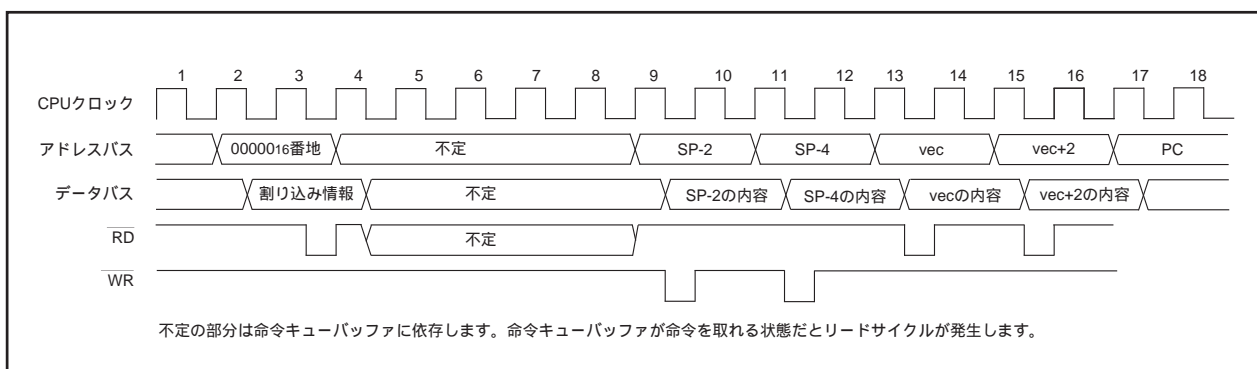 1 2 3 4 5 6 7 8 9 10 11 12 13 14 15 16 17 18
CPUクロック
アドレスバス 0000016番地 不定 SP-2 SP-4 vec vec+2 PC
データバス 割り込み情報 不定 SP-2の内容 SP-4の内容 vecの内容 vec+2の内容
RD 不定
WR
不定の部分は命令キューバッファに依存します。命令キューバッファが命令を取れる状態だとリードサイクルが発生します。